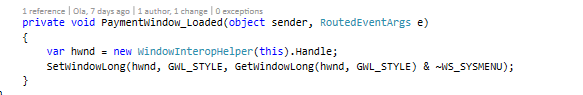 1 reference | Ola, 7 days ago | 1 author, 1 change | 0 exceptions
private void PaymentWindow_Loaded(object sender, RoutedEventArgs e)
{
var hwnd = new WindowInteropHelper(this).Handle;
SetWindowLong(hwnd, GWL_STYLE, GetWindowLong(hwnd, GWL_STYLE) & ~WS_SYSMENU);
}